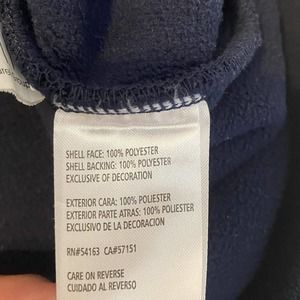 SHELL FACE: 100% POLYESTER
SHELL BACKING: 100% POLYESTER
EXCLUSIVE OF DECORATION
EXTERIOR CARA: 100% POLIESTER
EXTERIOR PARTE ATRAS: 100% POLIESTER
EXCLUSIVO DE LA DECORACION
RN#54163 CA#57151
CARE ON REVERSE
CUIDADO AL REVERSO